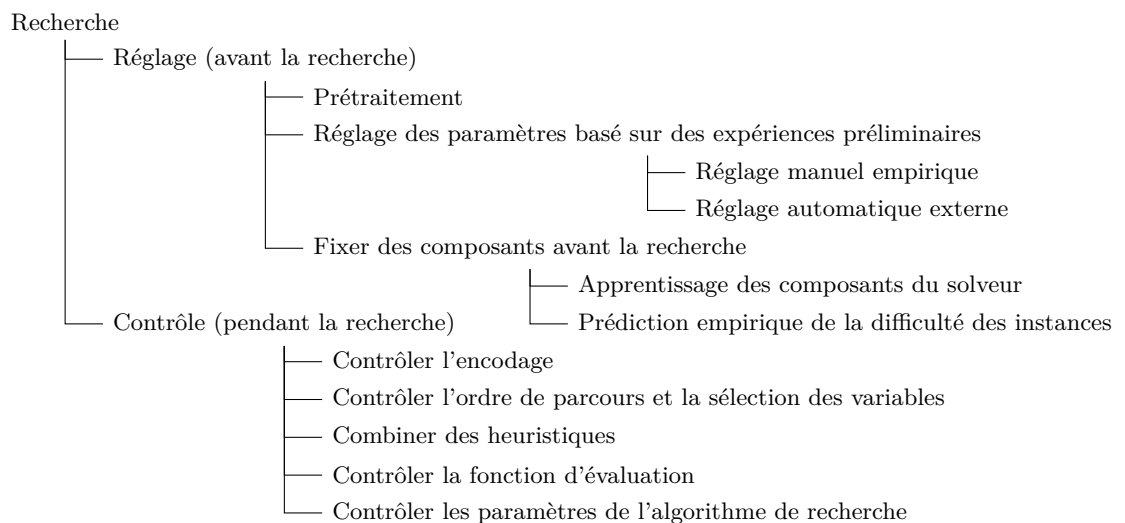 Recherche
Réglage (avant la recherche)
Prétraitement
Réglage des paramètres basé sur des expériences préliminaires
Réglage manuel empirique
Réglage automatique externe
Fixer des composants avant la recherche
Apprentissage des composants du solveur
Prédiction empirique de la difficulté des instances
Contrôle (pendant la recherche)
Contrôler l'encodage
Contrôler l'ordre de parcours et la sélection des variables
Combiner des heuristiques
Contrôler la fonction d'évaluation
Contrôler les paramètres de l'algorithme de recherche